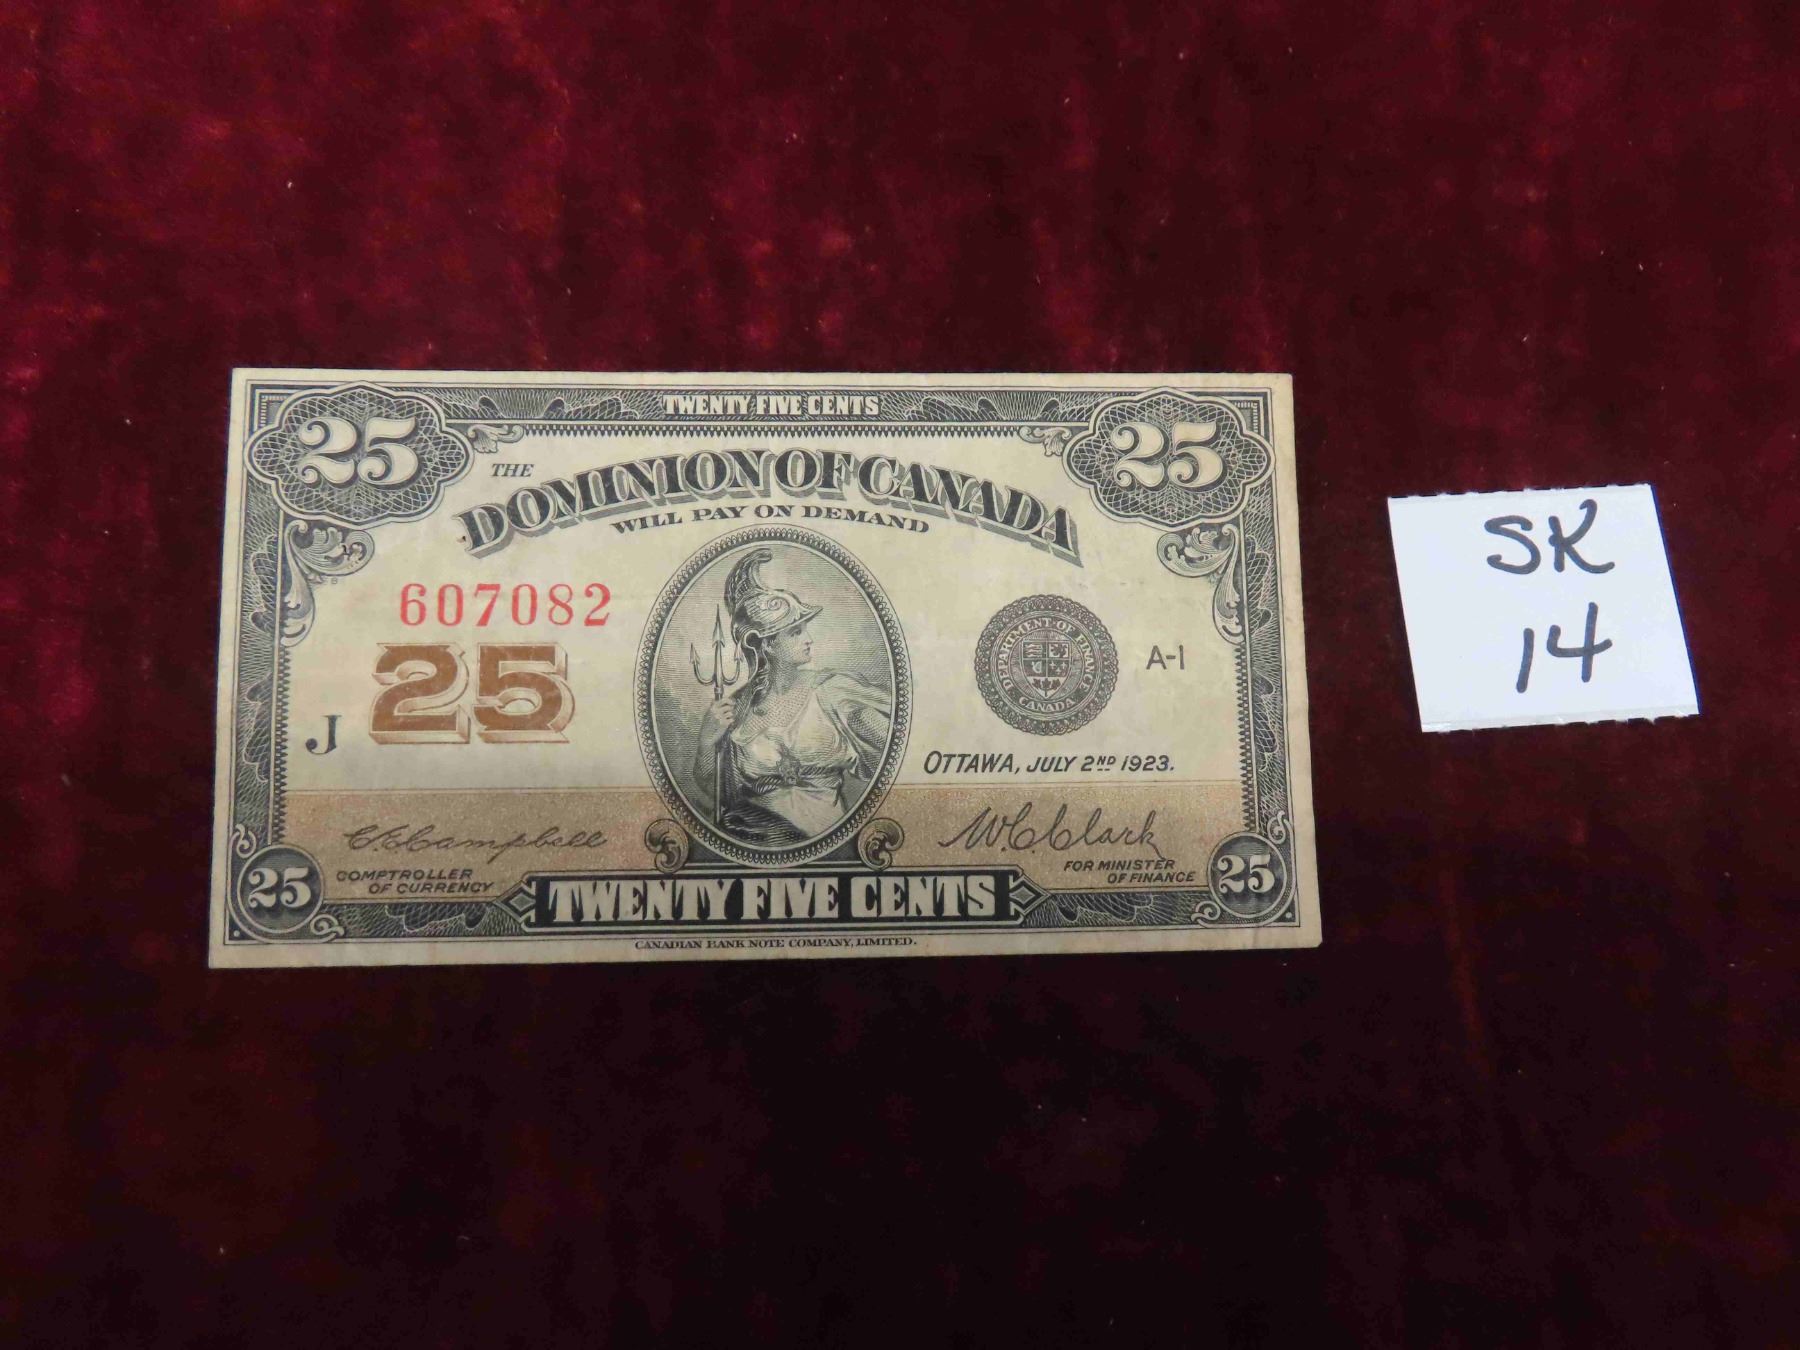 TWENTY FIVE CENTS
25 25
THE DOMINION OF CANADA
WILL PAY ON DEMAND
607082
25
J
DEPARTMENT OF FINANCE
CANADA
A-1
OTTAWA, JULY 2ND 1923.
C.E. Campbell
COMPTROLLER
OF CURRENCY
W.C. Clark
FOR MINISTER
OF FINANCE
25 TWENTY FIVE CENTS 25
CANADIAN BANK NOTE COMPANY, LIMITED.
SK
14